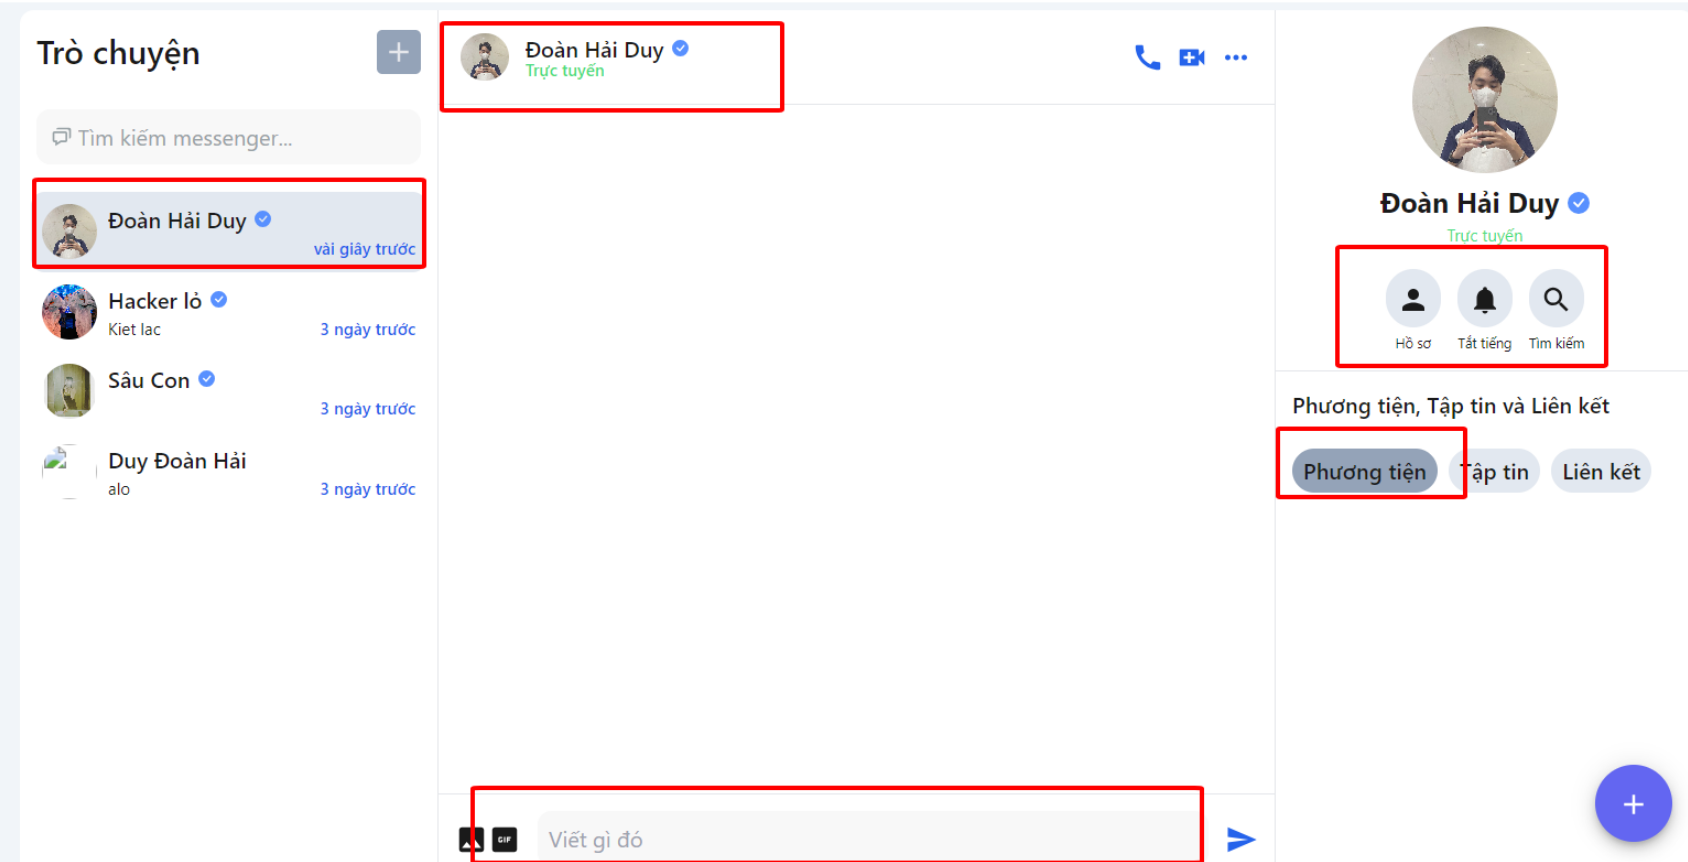 Trò chuyện
Tìm kiếm messenger...
Đoàn Hải Duy
vài giây trước
Hacker lỏ
Kiet lac
3 ngày trước
Sâu Con
3 ngày trước
Duy Đoàn Hải
alo
3 ngày trước
Đoàn Hải Duy
Trực tuyến
GIF
Viết gì đó
Đoàn Hải Duy
Trực tuyến
Hồ sơ
Tắt tiếng
Tìm kiếm
Phương tiện, Tập tin và Liên kết
Phương tiện
Tập tin
Liên kết